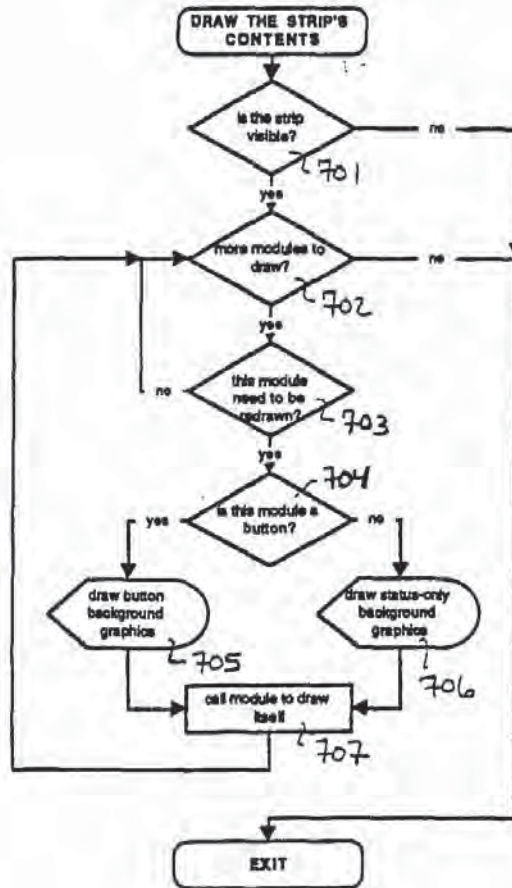 DRAW THE STRIP'S
CONTENTS
is the strip
visible?
no
701
yes
more modules to
draw?
no
702
yes
this module
need to be
redrawn?
no
703
yes
704
is this module a
button?
yes
no
draw button
background
graphics
705
draw status-only
background
graphics
706
call module to draw
itself
707
EXIT